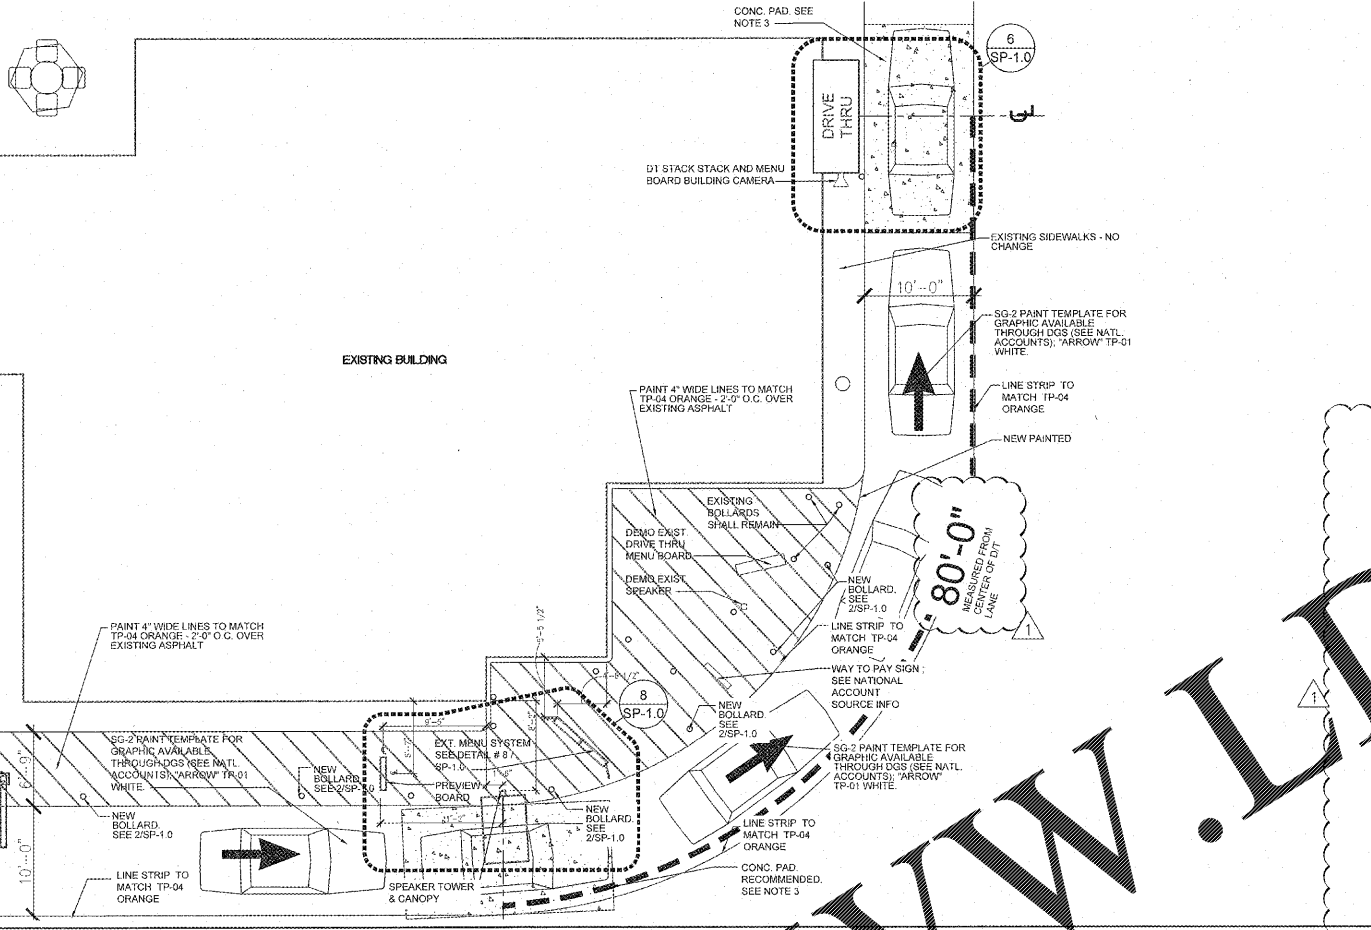 CONC. PAD. SEE
NOTE 3
6
SP-1.0
DRIVE
THRU
CL
DT STACK STACK AND MENU
BOARD BUILDING CAMERA
EXISTING SIDEWALKS - NO
CHANGE
10'-0"
SG-2 PAINT TEMPLATE FOR
GRAPHIC AVAILABLE
THROUGH DGS (SEE NATL.
ACCOUNTS); "ARROW" TP-01
WHITE.
EXISTING BUILDING
PAINT 4" WIDE LINES TO MATCH
TP-04 ORANGE - 2'-0" O.C. OVER
EXISTING ASPHALT
LINE STRIP TO
MATCH TP-04
ORANGE
NEW PAINTED
EXISTING
BOLLARDS
SHALL REMAIN
DEMO EXIST.
DRIVE THRU
MENU BOARD
DEMO EXIST.
SPEAKER
80'-0"
MEASURED FROM
CENTER OF D/T
LANE
1
NEW
BOLLARD.
SEE
2/SP-1.0
LINE STRIP TO
MATCH TP-04
ORANGE
WAY TO PAY SIGN ;
SEE NATIONAL
ACCOUNT
SOURCE INFO
PAINT 4" WIDE LINES TO MATCH
TP-04 ORANGE - 2'-0" O.C. OVER
EXISTING ASPHALT
8
SP-1.0
1
NEW
BOLLARD.
SEE
2/SP-1.0
SG-2 PAINT TEMPLATE FOR
GRAPHIC AVAILABLE
THROUGH DGS (SEE NATL.
ACCOUNTS); "ARROW"
TP-01 WHITE.
SG-2 PAINT TEMPLATE FOR
GRAPHIC AVAILABLE
THROUGH DGS (SEE NATL.
ACCOUNTS); "ARROW" TP-01
WHITE.
6'-9"
NEW
BOLLARD.
SEE 2/SP-1.0
EXT. MENU SYSTEM
SEE DETAIL # 8 /
SP-1.0
PREVIEW
BOARD
NEW
BOLLARD.
SEE 2/SP-1.0
NEW
BOLLARD.
SEE
2/SP-1.0
LINE STRIP TO
MATCH TP-04
ORANGE
10'-0"
LINE STRIP TO
MATCH TP-04
ORANGE
SPEAKER TOWER
& CANOPY
CONC. PAD.
RECOMMENDED.
SEE NOTE 3